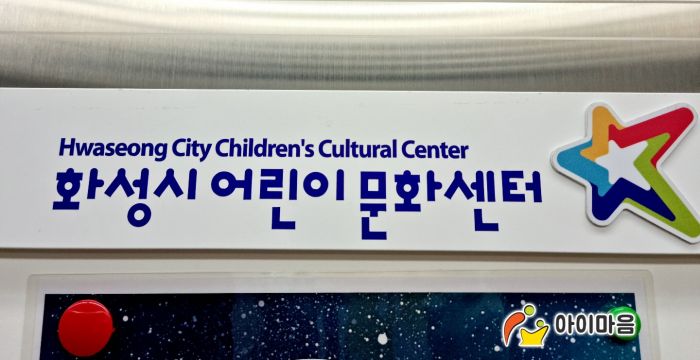 Hwaseong City Children's Cultural Center
화성시 어린이 문화센터
아이마음